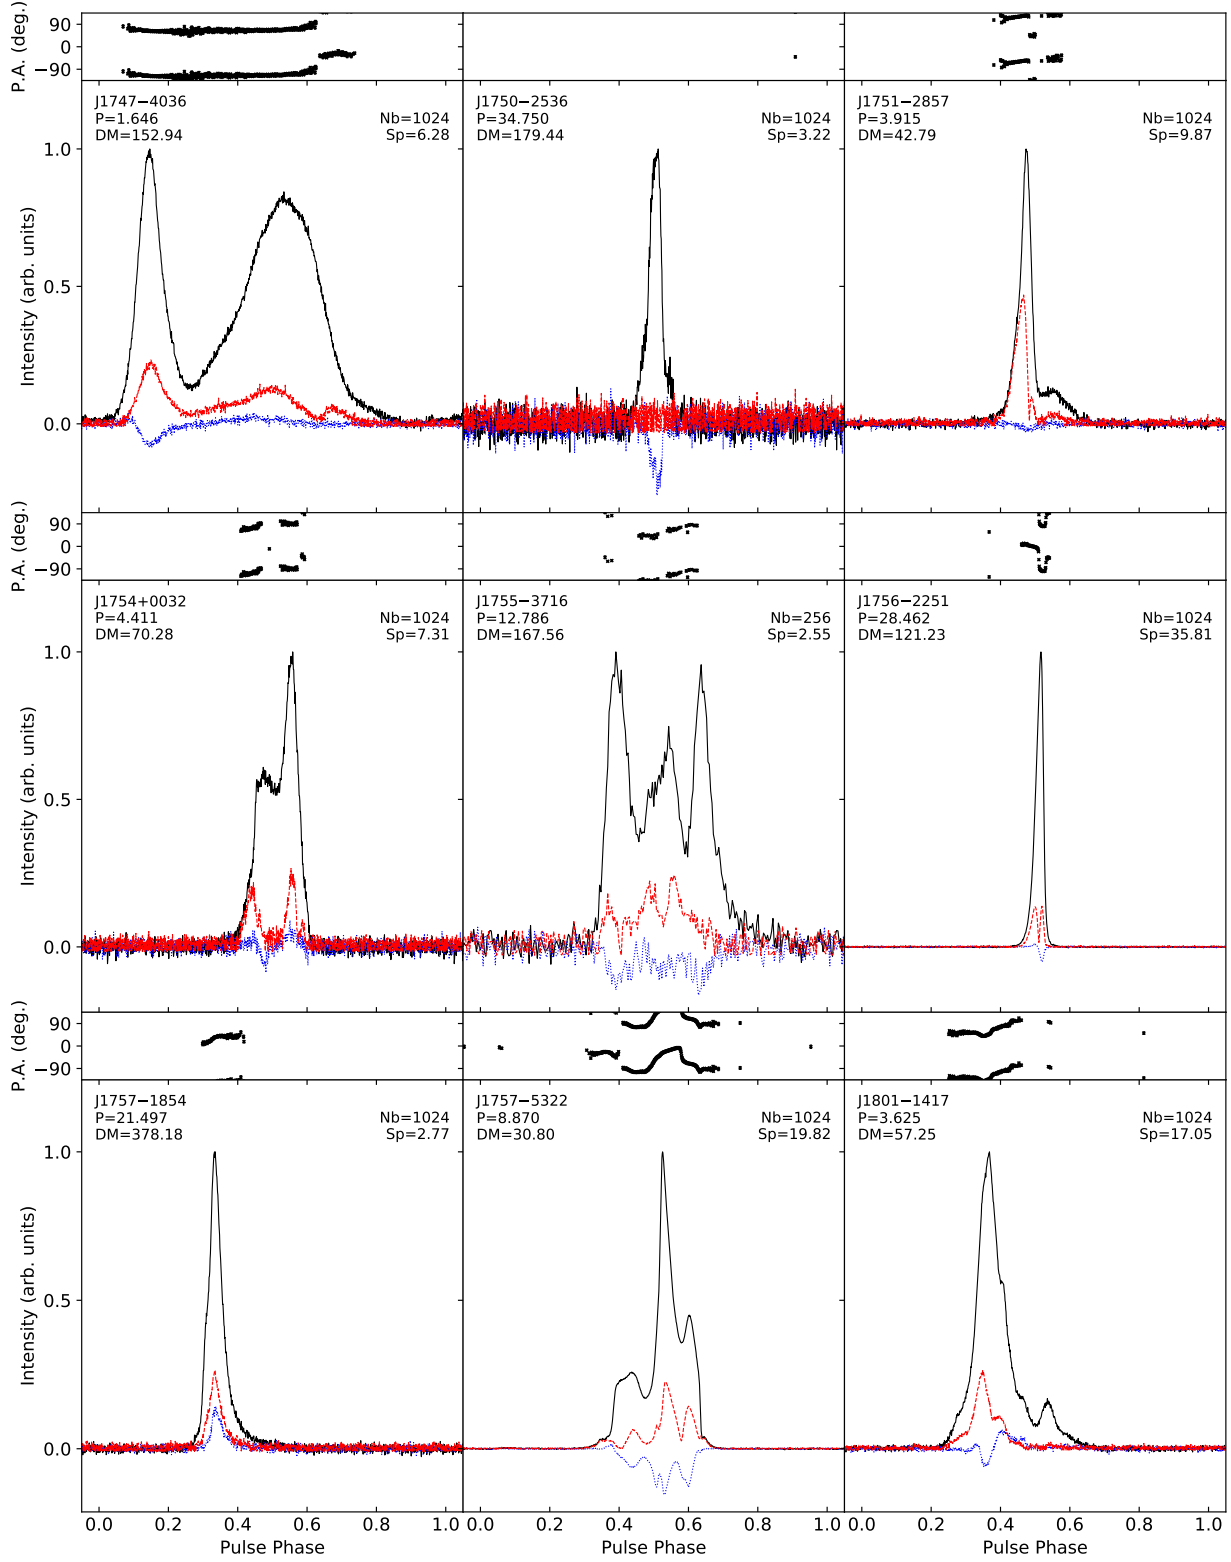 P.A. (deg.)
90
0
−90
J1747−4036
P=1.646
DM=152.94
Nb=1024
Sp=6.28
J1750−2536
P=34.750
DM=179.44
Nb=1024
Sp=3.22
J1751−2857
P=3.915
DM=42.79
Nb=1024
Sp=9.87
Intensity (arb. units)
1.0
0.5
0.0
P.A. (deg.)
90
0
−90
J1754+0032
P=4.411
DM=70.28
Nb=1024
Sp=7.31
J1755−3716
P=12.786
DM=167.56
Nb=256
Sp=2.55
J1756−2251
P=28.462
DM=121.23
Nb=1024
Sp=35.81
Intensity (arb. units)
1.0
0.5
0.0
P.A. (deg.)
90
0
−90
J1757−1854
P=21.497
DM=378.18
Nb=1024
Sp=2.77
J1757−5322
P=8.870
DM=30.80
Nb=1024
Sp=19.82
J1801−1417
P=3.625
DM=57.25
Nb=1024
Sp=17.05
Intensity (arb. units)
1.0
0.5
0.0
0.0 0.2 0.4 0.6 0.8 1.0
0.0 0.2 0.4 0.6 0.8 1.0
0.0 0.2 0.4 0.6 0.8 1.0
Pulse Phase
Pulse Phase
Pulse Phase